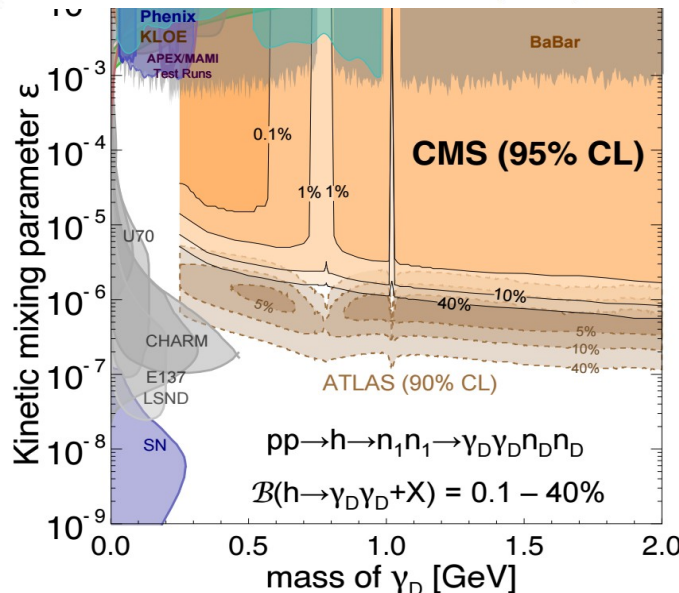 Phenix
KLOE
APEX/MAMI
Test Runs
BaBar
10⁻³
0.1%
CMS (95% CL)
10⁻⁴
1% 1%
10⁻⁵
U70
10%
40%
10⁻⁶
5%
5%
CHARM
10%
10⁻⁷
40%
E137
ATLAS (90% CL)
LSND
SN
pp→h→n₁n₁→γ_Dγ_Dn_Dn_D
10⁻⁸
ℬ(h→γ_Dγ_D+X) = 0.1 – 40%
10⁻⁹
0.0 0.5 1.0 1.5 2.0
mass of γ_D [GeV]
Kinetic mixing parameter ε